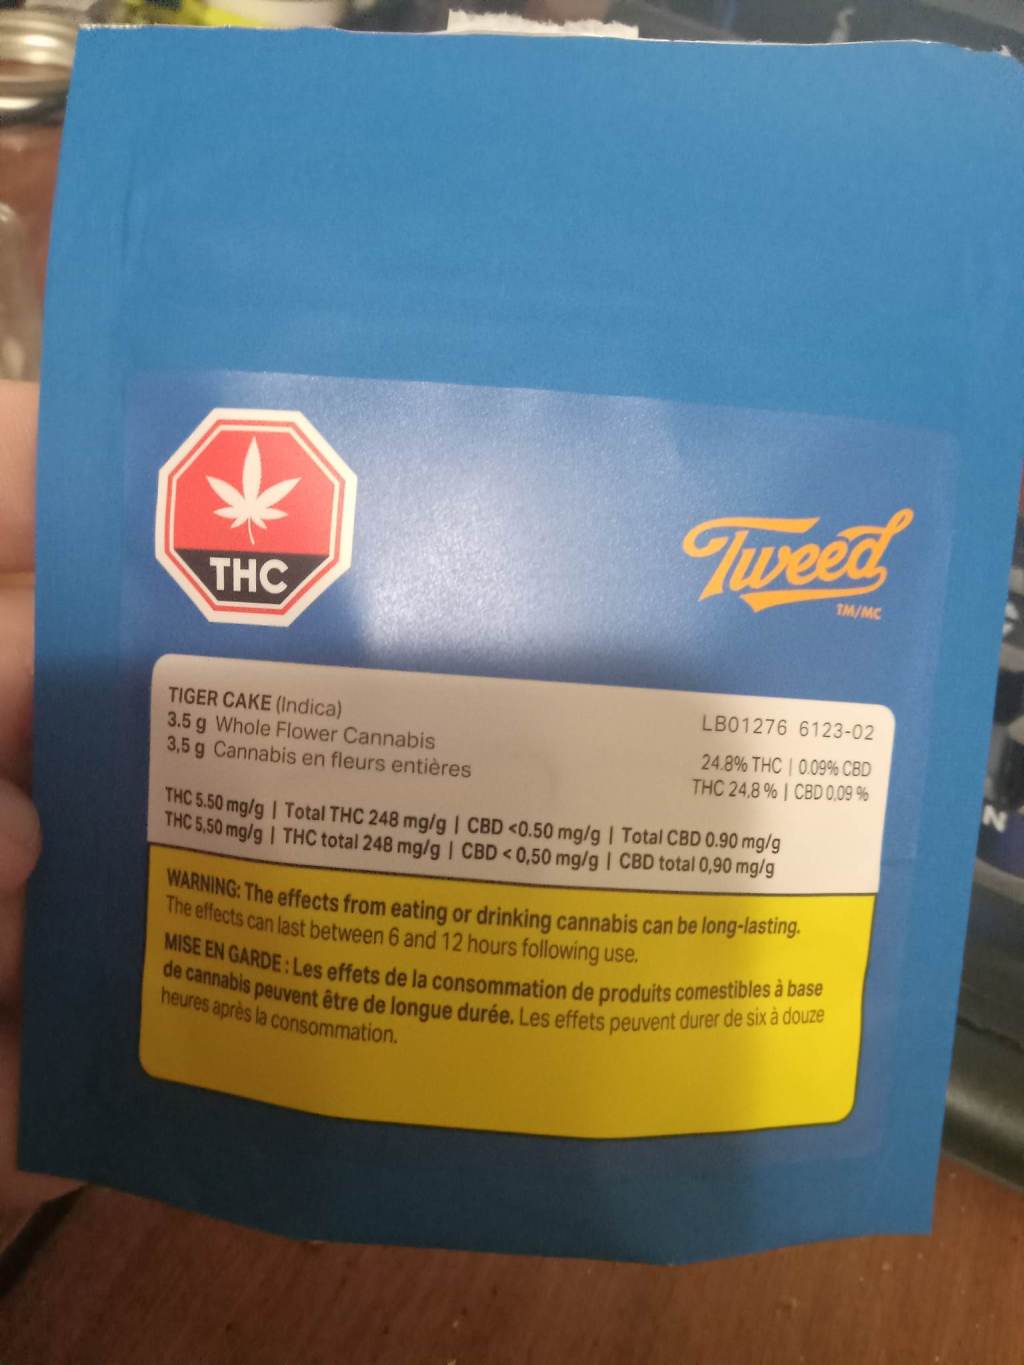 THC
Tweed
TM/MC
TIGER CAKE (Indica)
3.5 g Whole Flower Cannabis
3,5 g Cannabis en fleurs entières
LB01276 6123-02
24.8% THC | 0.09% CBD
THC 24,8 % | CBD 0,09 %
THC 5.50 mg/g | Total THC 248 mg/g | CBD <0.50 mg/g | Total CBD 0.90 mg/g
THC 5,50 mg/g | THC total 248 mg/g | CBD < 0,50 mg/g | CBD total 0,90 mg/g
WARNING: The effects from eating or drinking cannabis can be long-lasting.
The effects can last between 6 and 12 hours following use.
MISE EN GARDE : Les effets de la consommation de produits comestibles à base
de cannabis peuvent être de longue durée. Les effets peuvent durer de six à douze
heures après la consommation.